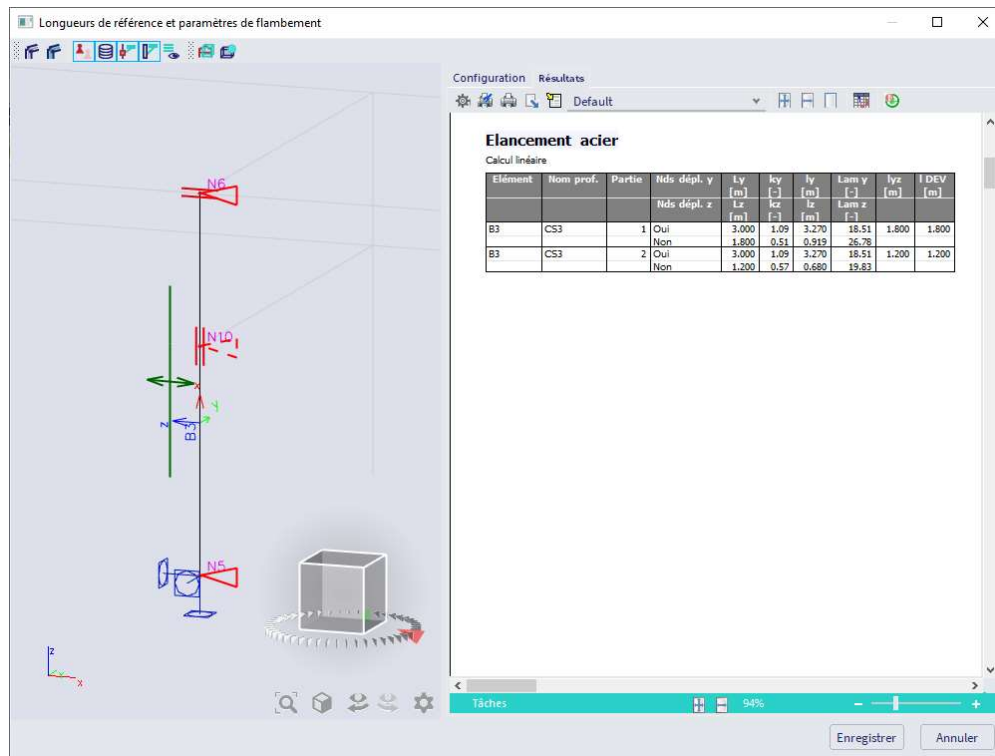 Longueurs de référence et paramètres de flambement
Configuration Résultats
Default
Elancement acier
Calcul linéaire
Elément Nom prof. Partie Nds dépl. y Ly ky ly Lam y lyz l DEV
[m] [-] [m] [-] [m] [m]
Nds dépl. z Lz kz lz Lam z
[m] [-] [m] [-]
B3 CS3 1 Oui 3.000 1.09 3.270 18.51 1.800 1.800
Non 1.800 0.51 0.919 26.78
B3 CS3 2 Oui 3.000 1.09 3.270 18.51 1.200 1.200
Non 1.200 0.57 0.680 19.83
N6
N10
x
y
z
B3
N5
z
y
x
Tâches 94%
Enregistrer Annuler